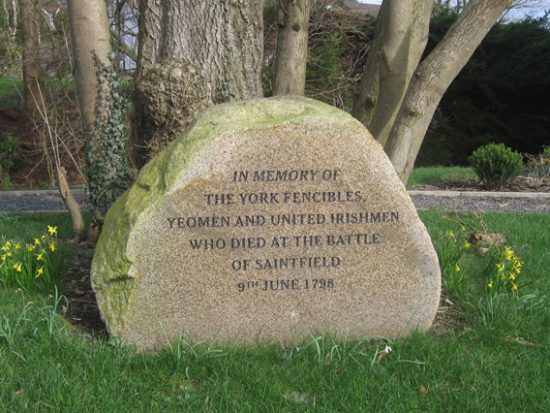 IN MEMORY OF
THE YORK FENCIBLES,
YEOMEN AND UNITED IRISHMEN
WHO DIED AT THE BATTLE
OF SAINTFIELD
9TH JUNE 1798